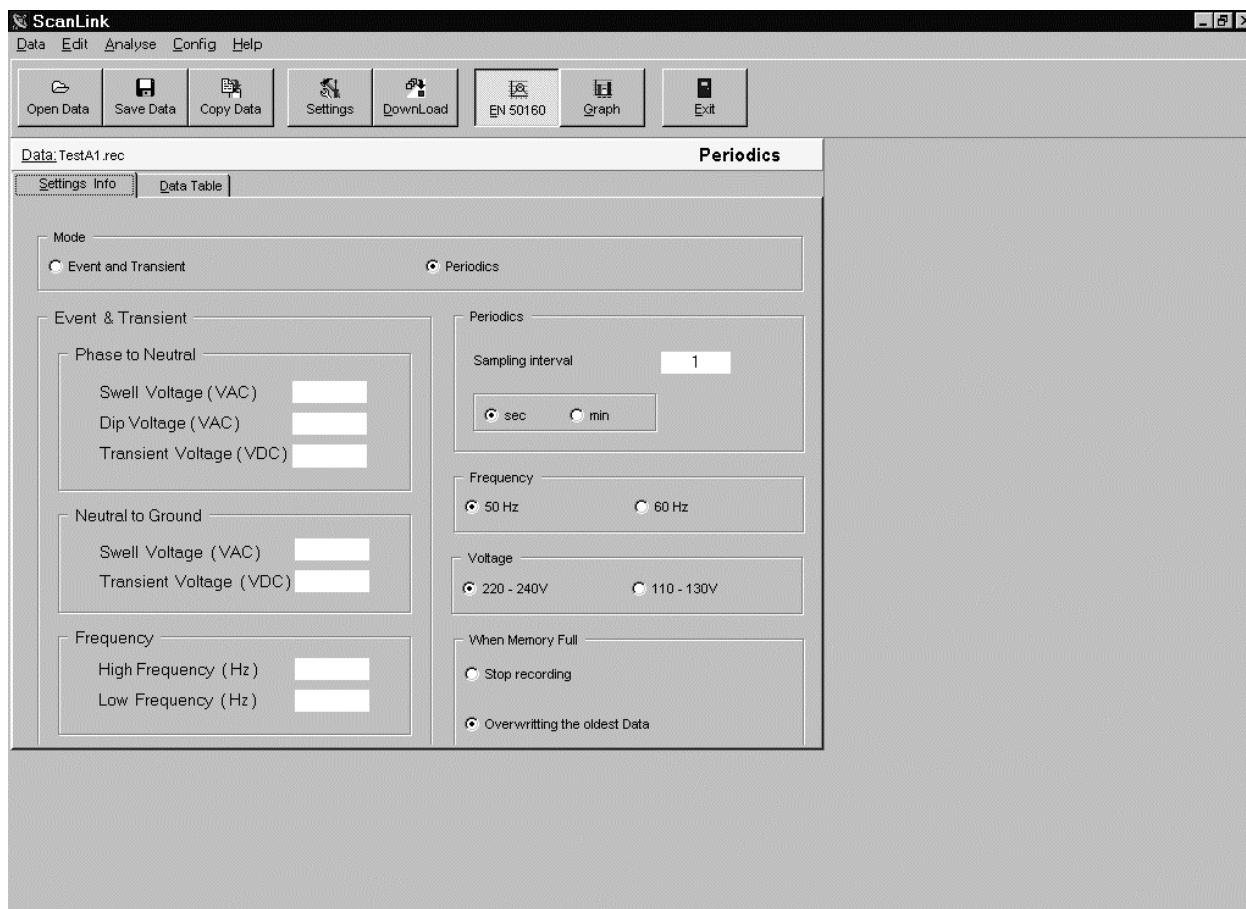 ScanLink
Data Edit Analyse Config Help
Open Data Save Data Copy Data Settings DownLoad EN 50160 Graph Exit
Data: TestA1.rec Periodics
Settings Info Data Table
Mode
Event and Transient Periodics
Event & Transient
Phase to Neutral
Swell Voltage (VAC)
Dip Voltage (VAC)
Transient Voltage (VDC)
Neutral to Ground
Swell Voltage (VAC)
Transient Voltage (VDC)
Frequency
High Frequency (Hz)
Low Frequency (Hz)
Periodics
Sampling interval 1
sec min
Frequency
50 Hz 60 Hz
Voltage
220 - 240V 110 - 130V
When Memory Full
Stop recording
Overwritting the oldest Data